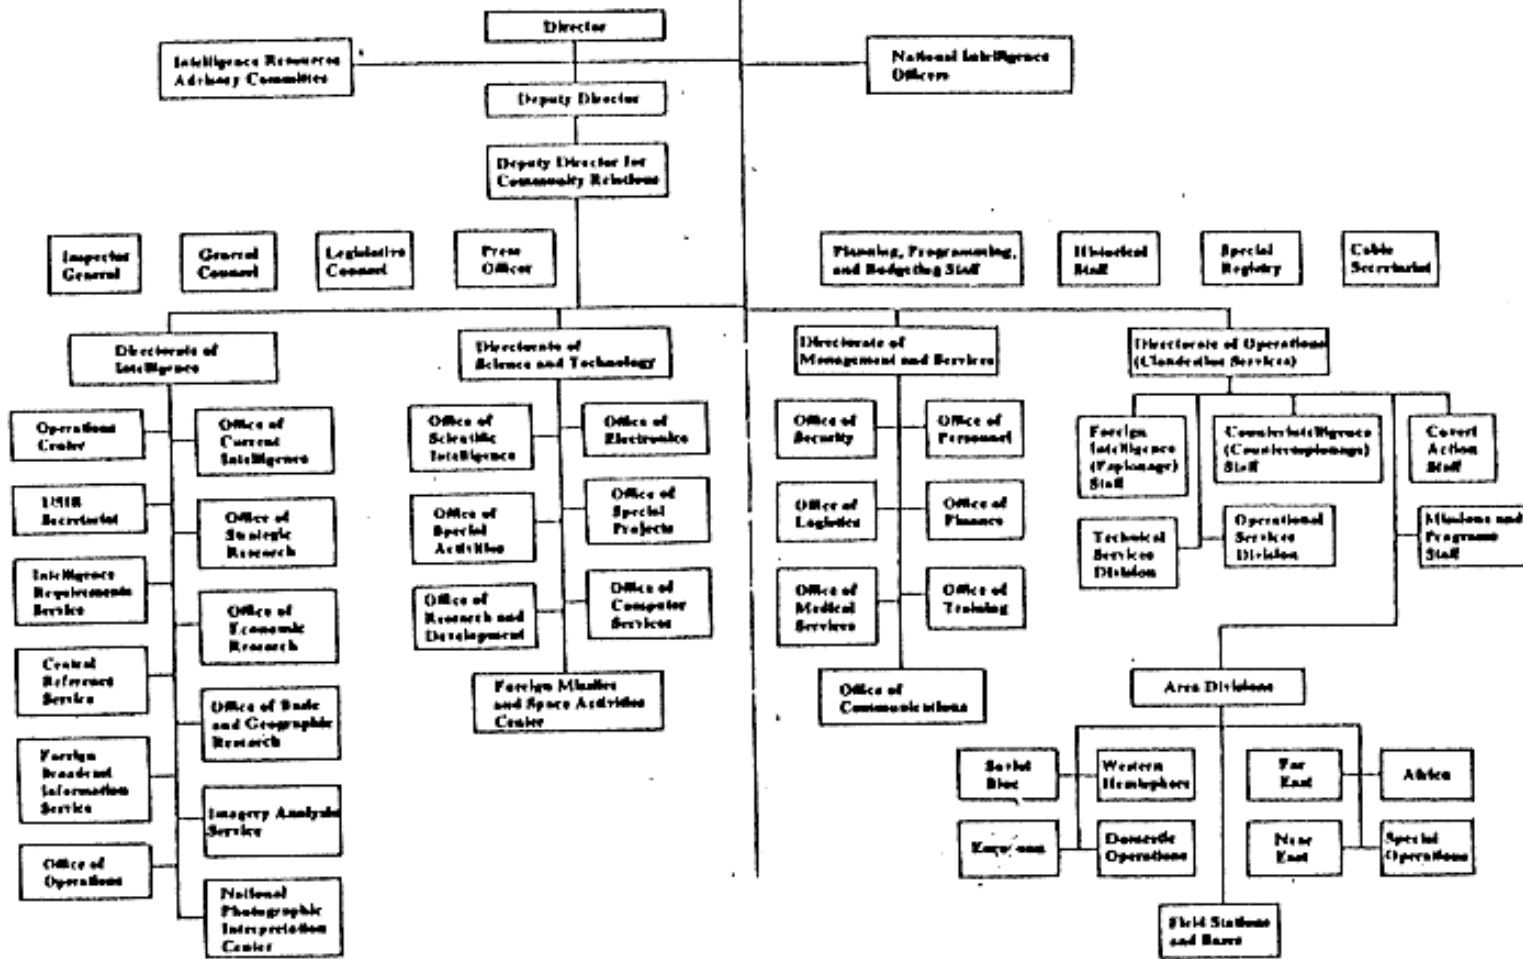 Director
Intelligence Resources
Advisory Committee
National Intelligence
Officers
Deputy Director
Deputy Director for
Community Relations
Inspector
General
General
Counsel
Legislative
Counsel
Press
Officer
Planning, Programming,
and Budgeting Staff
Historical
Staff
Special
Registry
Cable
Secretariat
Directorate of
Intelligence
Directorate of
Science and Technology
Directorate of
Management and Services
Directorate of Operations
(Clandestine Services)
Operations
Center
Office of
Current
Intelligence
USIB
Secretariat
Office of
Strategic
Research
Intelligence
Requirements
Service
Office of
Economic
Research
Central
Reference
Service
Office of Basic
and Geographic
Research
Foreign
Broadcast
Information
Service
Imagery Analysis
Service
Office of
Operations
National
Photographic
Interpretation
Center
Office of
Scientific
Intelligence
Office of
Electronics
Office of
Special
Activities
Office of
Special
Projects
Office of
Research and
Development
Office of
Computer
Services
Foreign Missiles
and Space Activities
Center
Office of
Security
Office of
Personnel
Office of
Logistics
Office of
Finance
Office of
Medical
Services
Office of
Training
Office of
Communications
Foreign
Intelligence
(Espionage)
Staff
Counterintelligence
(Counterespionage)
Staff
Covert
Action
Staff
Technical
Services
Division
Operational
Services
Division
Missions and
Programs
Staff
Area Divisions
Soviet
Bloc
Western
Hemisphere
Far
East
Africa
European
Domestic
Operations
Near
East
Special
Operations
Field Stations
and Bases